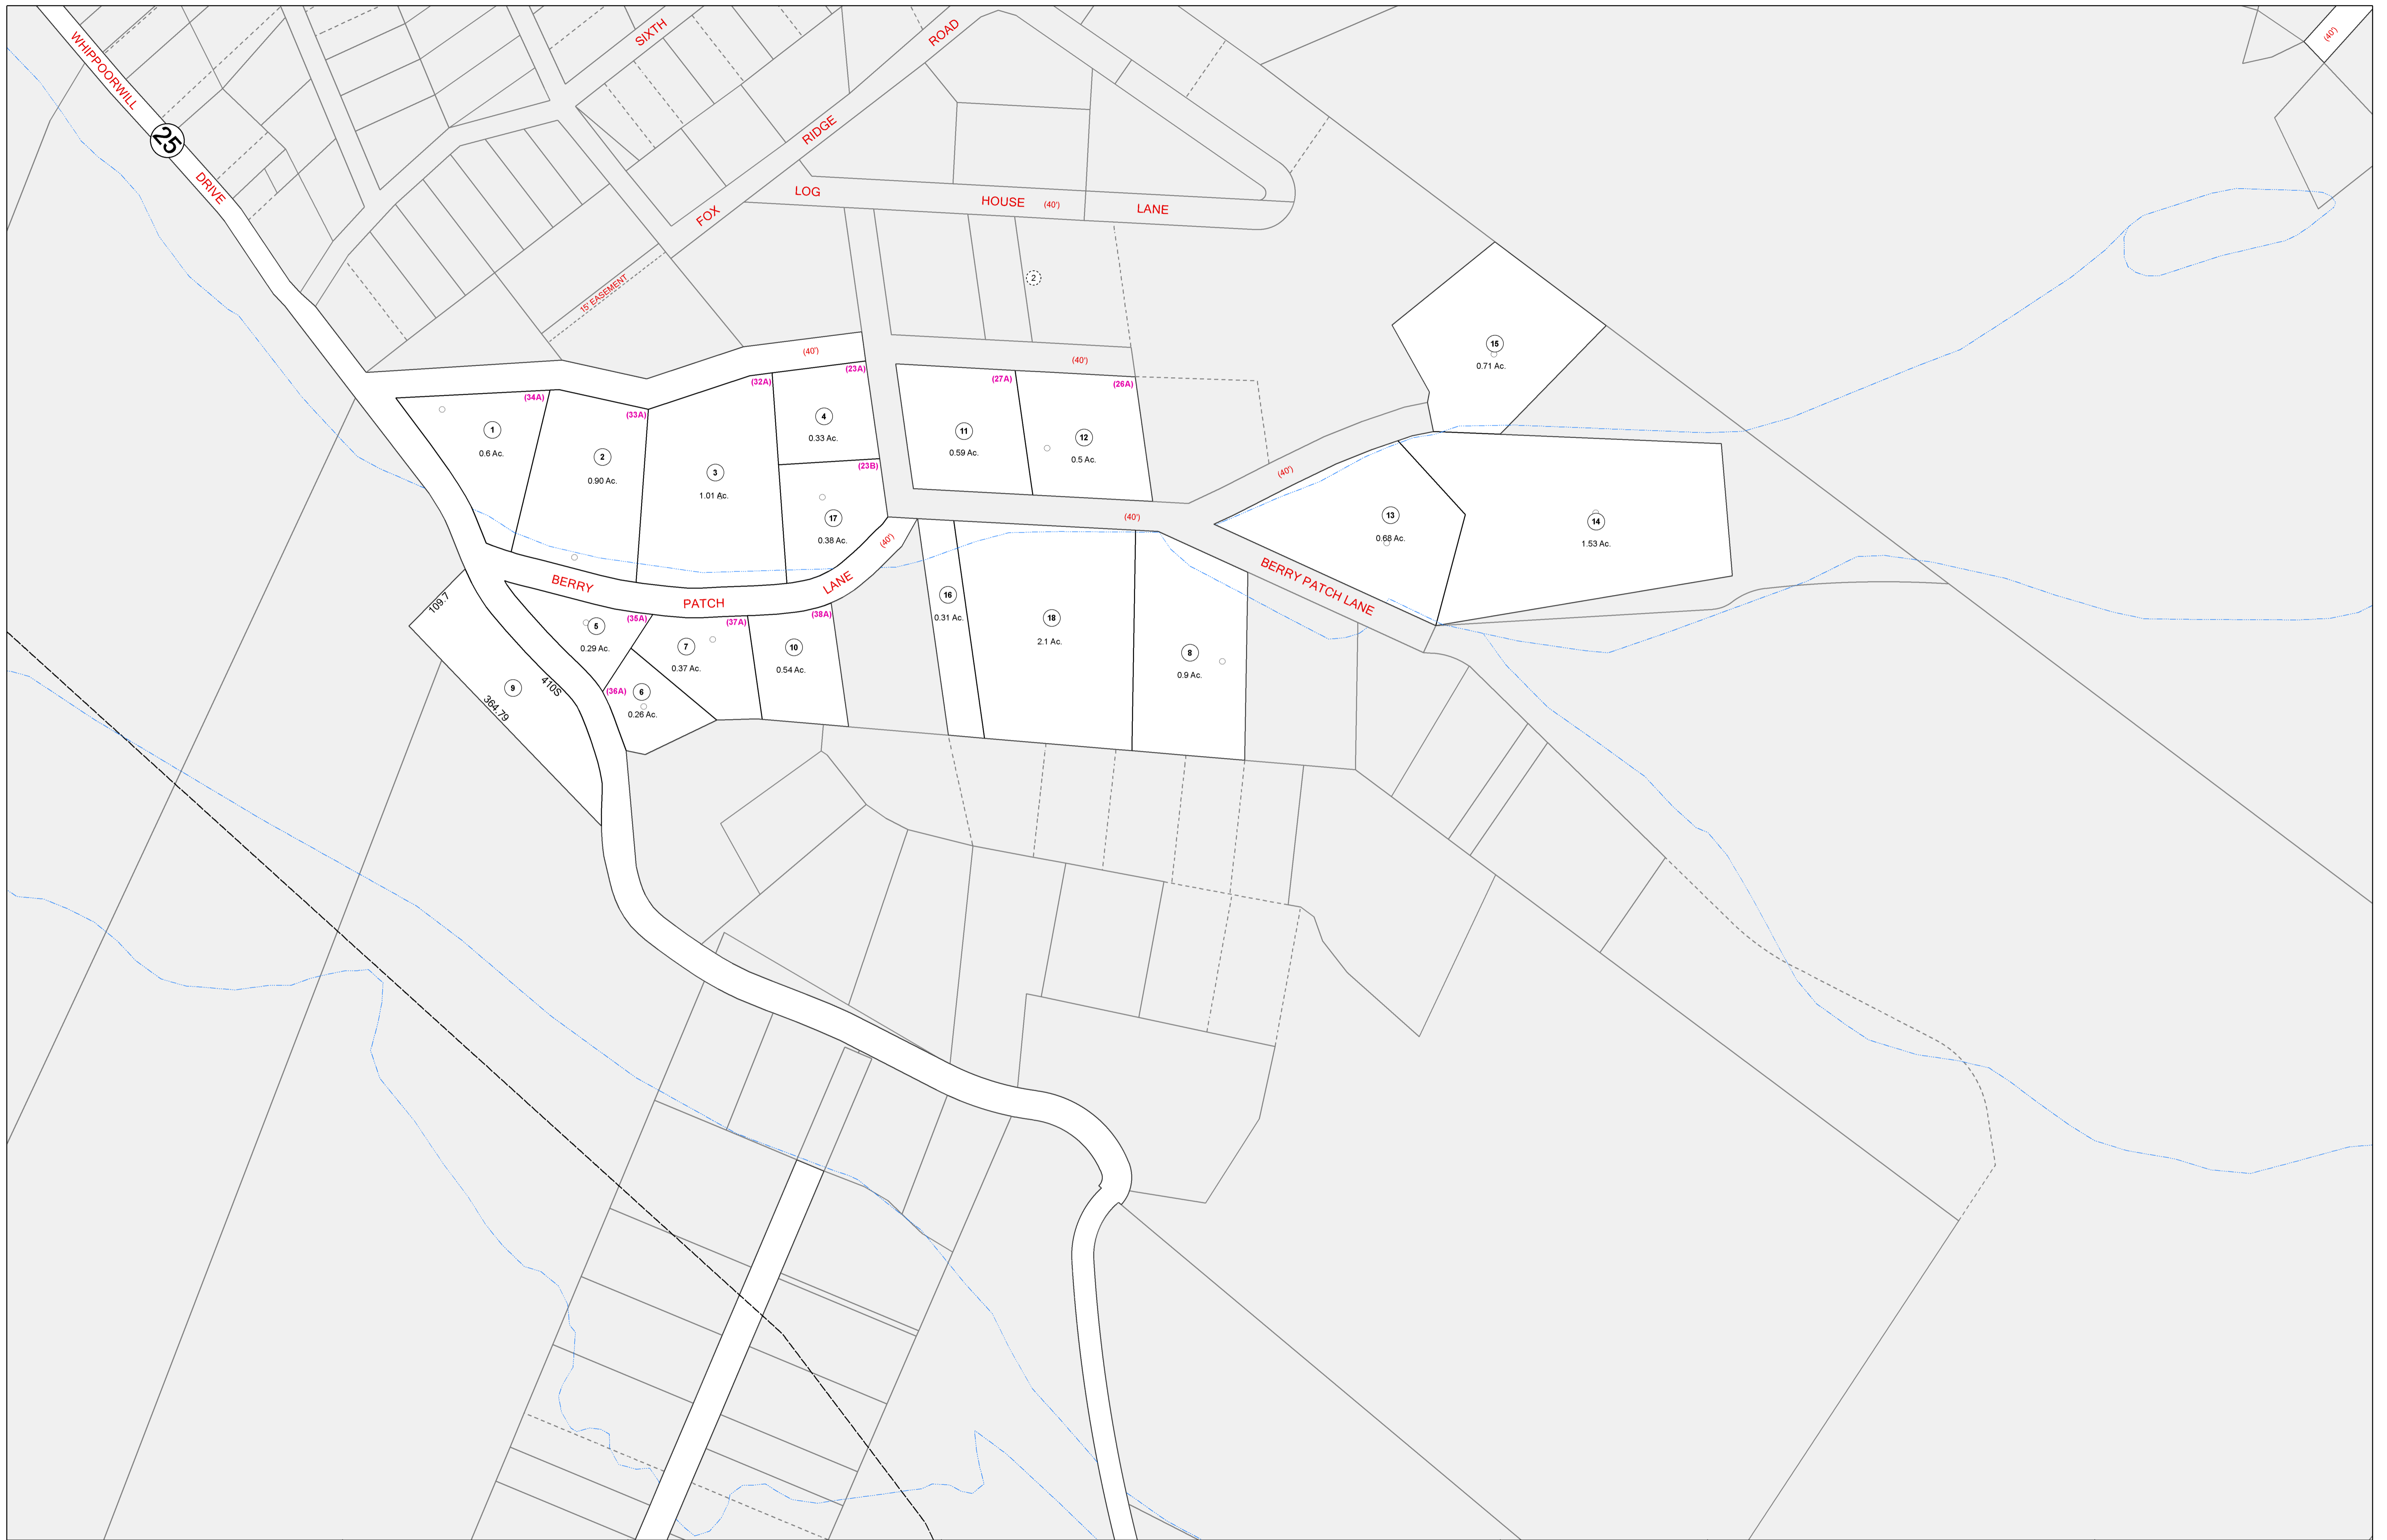 WHIPPOORWILL
25
DRIVE
SIXTH
ROAD
RIDGE
FOX
LOG
HOUSE (40')
LANE
(40')
15' EASEMENT
2
(40')
(40')
(34A)
(33A)
(32A)
(23A)
(27A)
(26A)
1
0.6 Ac.
2
0.90 Ac.
3
1.01 Ac.
4
0.33 Ac.
(23B)
17
0.38 Ac.
11
0.59 Ac.
12
0.5 Ac.
15
0.71 Ac.
(40')
(40')
(40')
13
0.68 Ac.
14
1.53 Ac.
BERRY
PATCH
LANE
BERRY PATCH LANE
109.7
9
364.79
410S
(35A)
5
0.29 Ac.
(36A)
6
0.26 Ac.
(37A)
7
0.37 Ac.
(38A)
10
0.54 Ac.
16
0.31 Ac.
18
2.1 Ac.
8
0.9 Ac.